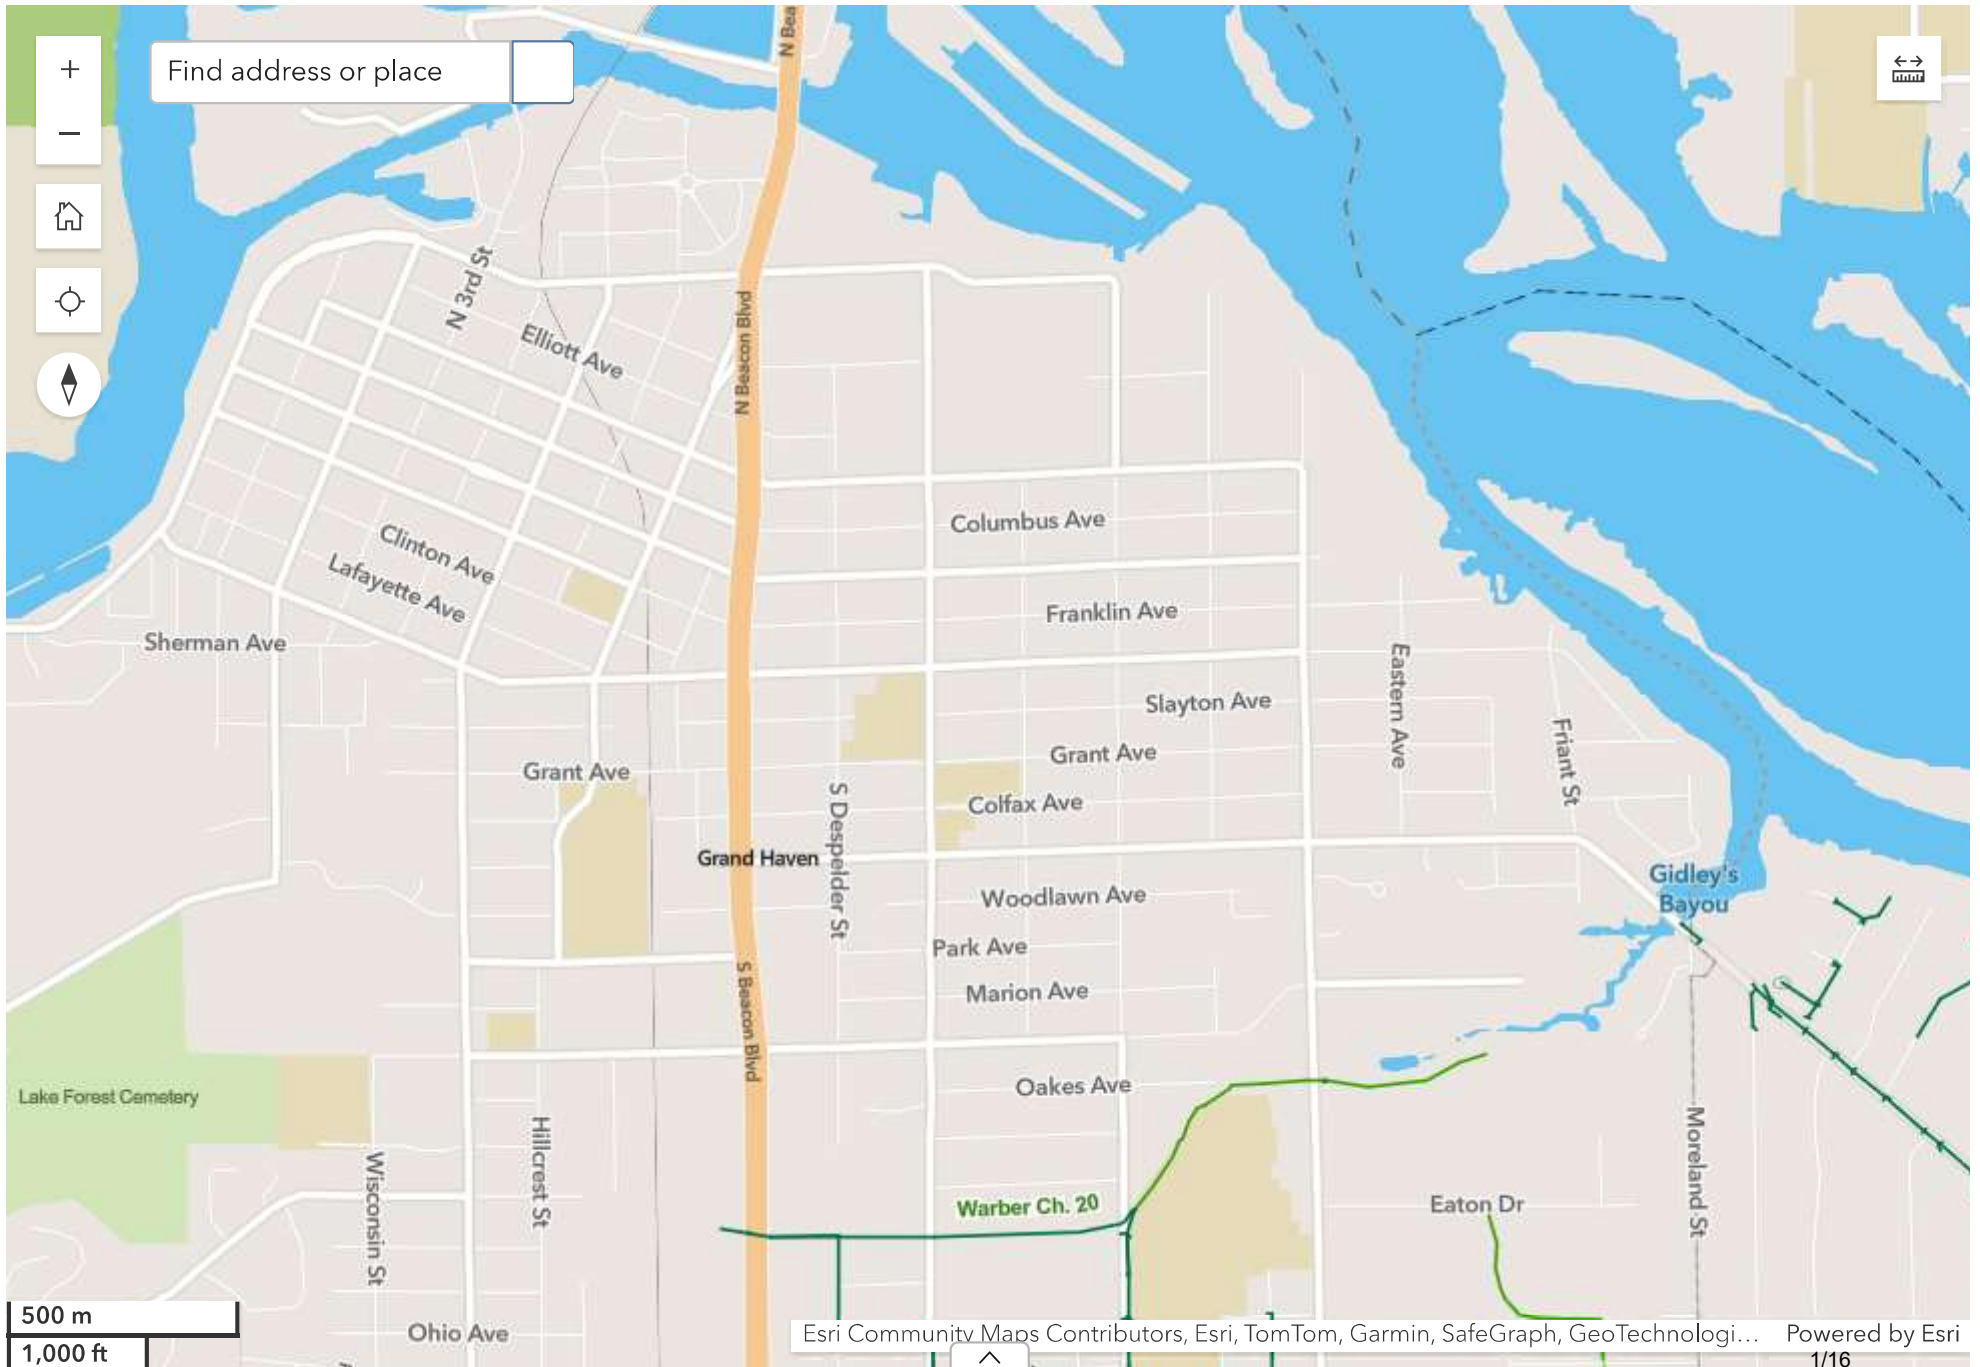 N Bea
Find address or place
N 3rd St
Elliott Ave
N Beacon Blvd
Columbus Ave
Clinton Ave
Lafayette Ave
Franklin Ave
Sherman Ave
Eastern Ave
Slayton Ave
Friant St
Grant Ave
Grant Ave
Colfax Ave
S Despelder St
Grand Haven
Gidley's
Bayou
Woodlawn Ave
Park Ave
Marion Ave
S Beacon Blvd
Oakes Ave
Lake Forest Cemetery
Moreland St
Hillcrest St
Wisconsin St
Warber Ch. 20
Eaton Dr
500 m
Ohio Ave
Esri Community Maps Contributors, Esri, TomTom, Garmin, SafeGraph, GeoTechnologi...
Powered by Esri
1,000 ft
1/16